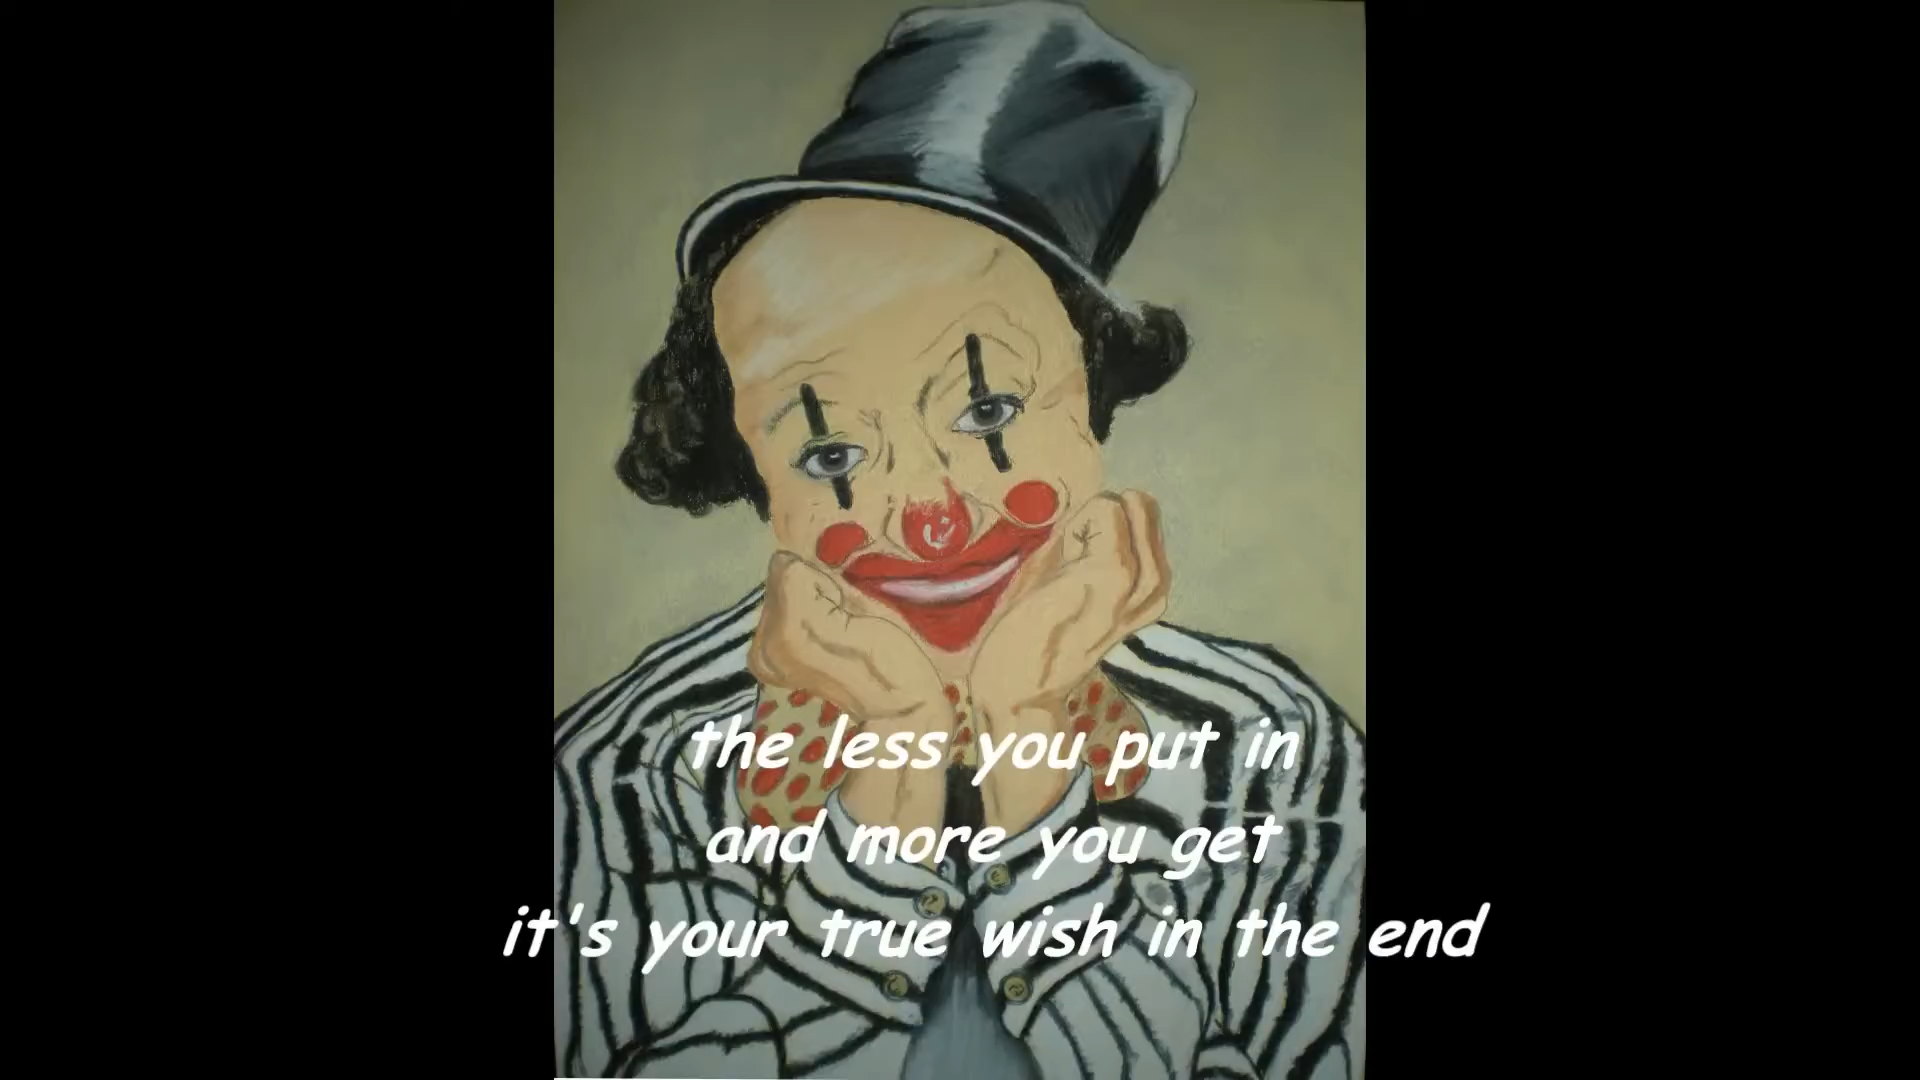 the less you put in
and more you get
it's your true wish in the end